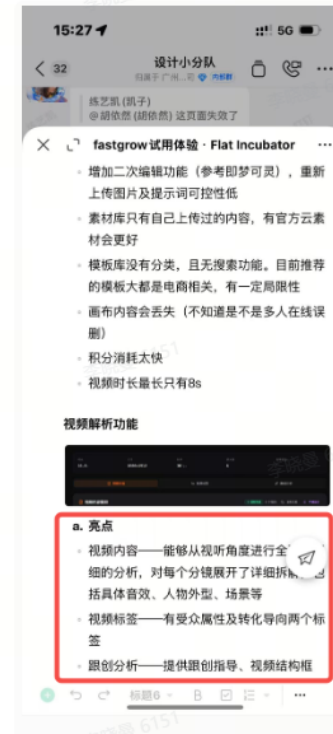 15:27
5G
32
设计小分队
归属于 广州...司 内部群
练艺凯 (凯子)
@胡依然 (胡依然) 这页面失效了
fastgrow试用体验 · Flat Incubator
增加二次编辑功能（参考即梦可灵），重新
上传图片及提示词可控性低
素材库只有自己上传过的内容，有官方云素
材会更好
模板库没有分类，且无搜索功能。目前推荐
的模板大都是电商相关，有一定局限性
画布内容会丢失（不知道是不是多人在线误
删）
积分消耗太快
视频时长最长只有8s
视频解析功能
a. 亮点
视频内容——能够从视听角度进行全
细的分析，对每个分镜展开了详细拆解
括具体音效、人物外型、场景等
视频标签——有受众属性及转化导向两个标
签
跟创分析——提供跟创指导、视频结构框
标题6
B
6151